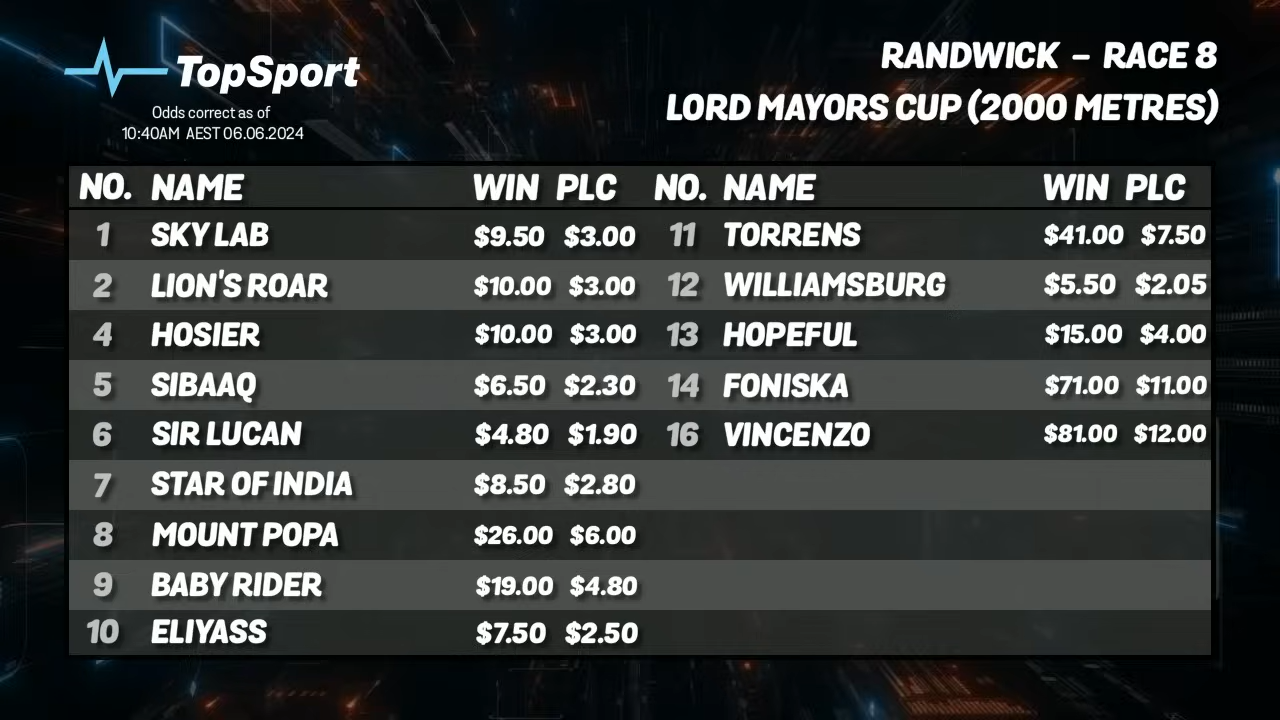 TopSport
Odds correct as of
10:40AM AEST 06.06.2024
RANDWICK - RACE 8
LORD MAYORS CUP (2000 METRES)
NO. NAME WIN PLC NO. NAME WIN PLC
1 SKY LAB $9.50 $3.00 11 TORRENS $41.00 $7.50
2 LION'S ROAR $10.00 $3.00 12 WILLIAMSBURG $5.50 $2.05
4 HOSIER $10.00 $3.00 13 HOPEFUL $15.00 $4.00
5 SIBAAQ $6.50 $2.30 14 FONISKA $71.00 $11.00
6 SIR LUCAN $4.80 $1.90 16 VINCENZO $81.00 $12.00
7 STAR OF INDIA $8.50 $2.80
8 MOUNT POPA $26.00 $6.00
9 BABY RIDER $19.00 $4.80
10 ELIYASS $7.50 $2.50